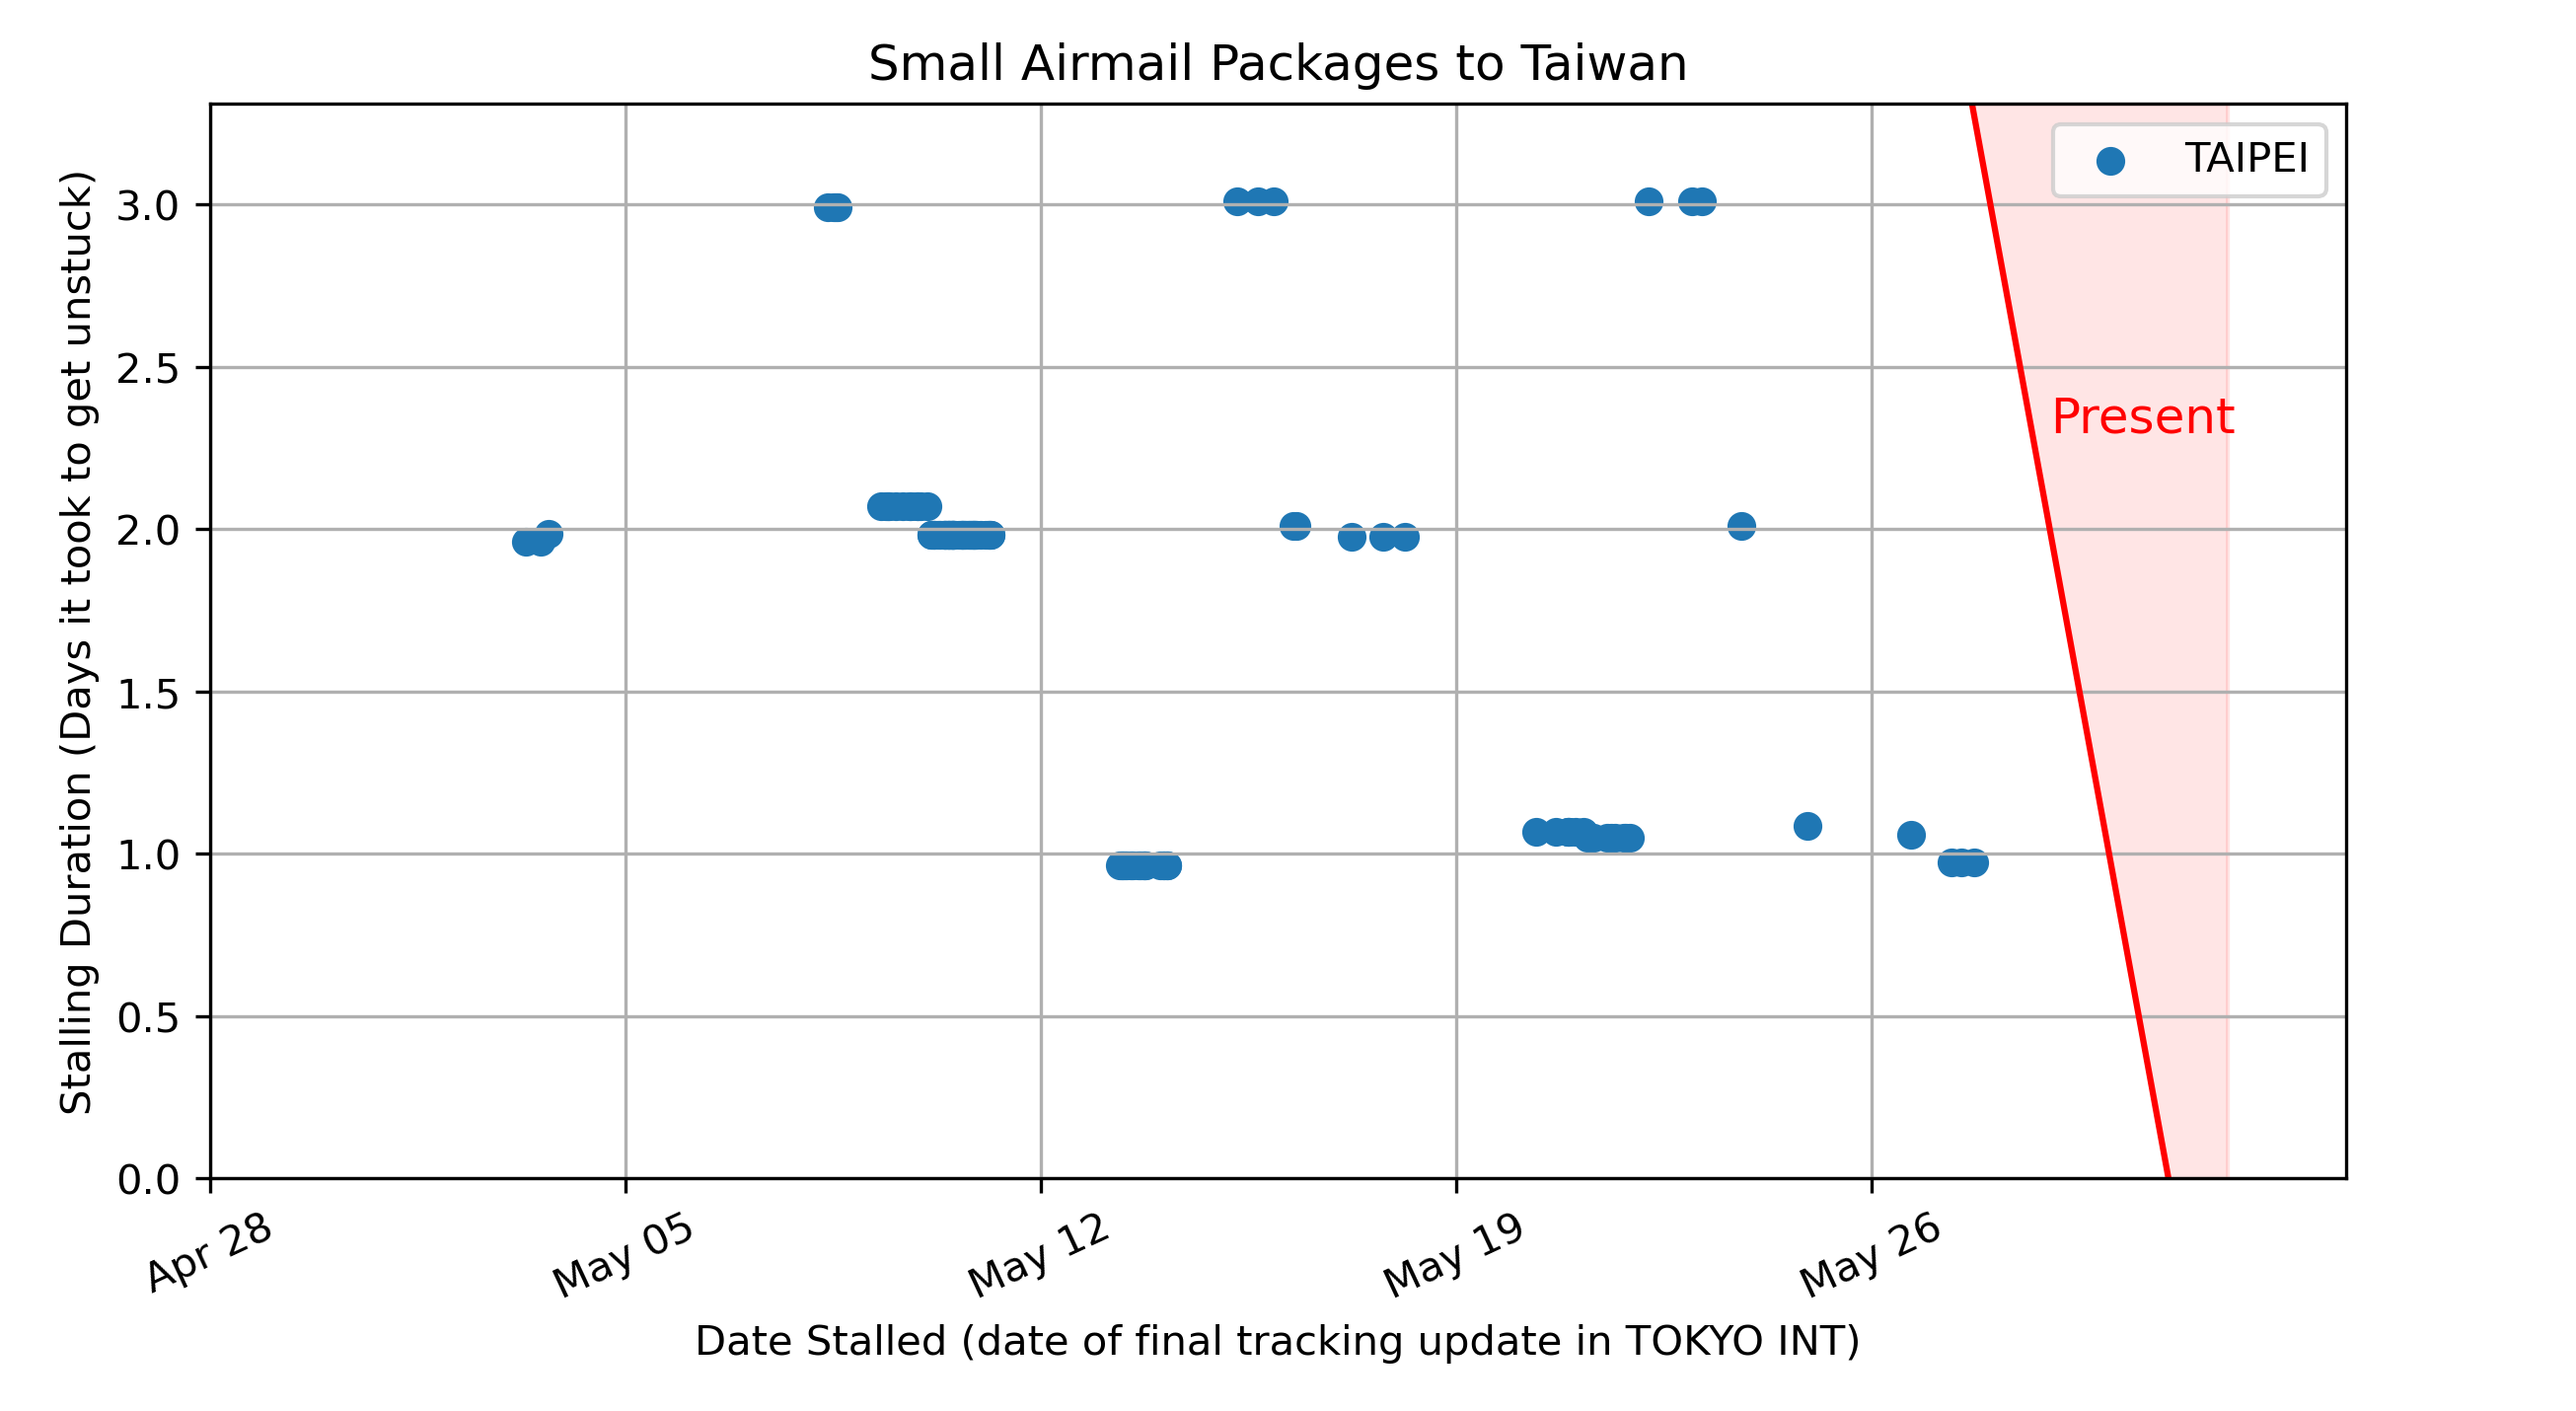 Small Airmail Packages to Taiwan
TAIPEI
Present
Stalling Duration (Days it took to get unstuck)
3.0
2.5
2.0
1.5
1.0
0.5
0.0
Apr 28
May 05
May 12
May 19
May 26
Date Stalled (date of final tracking update in TOKYO INT)